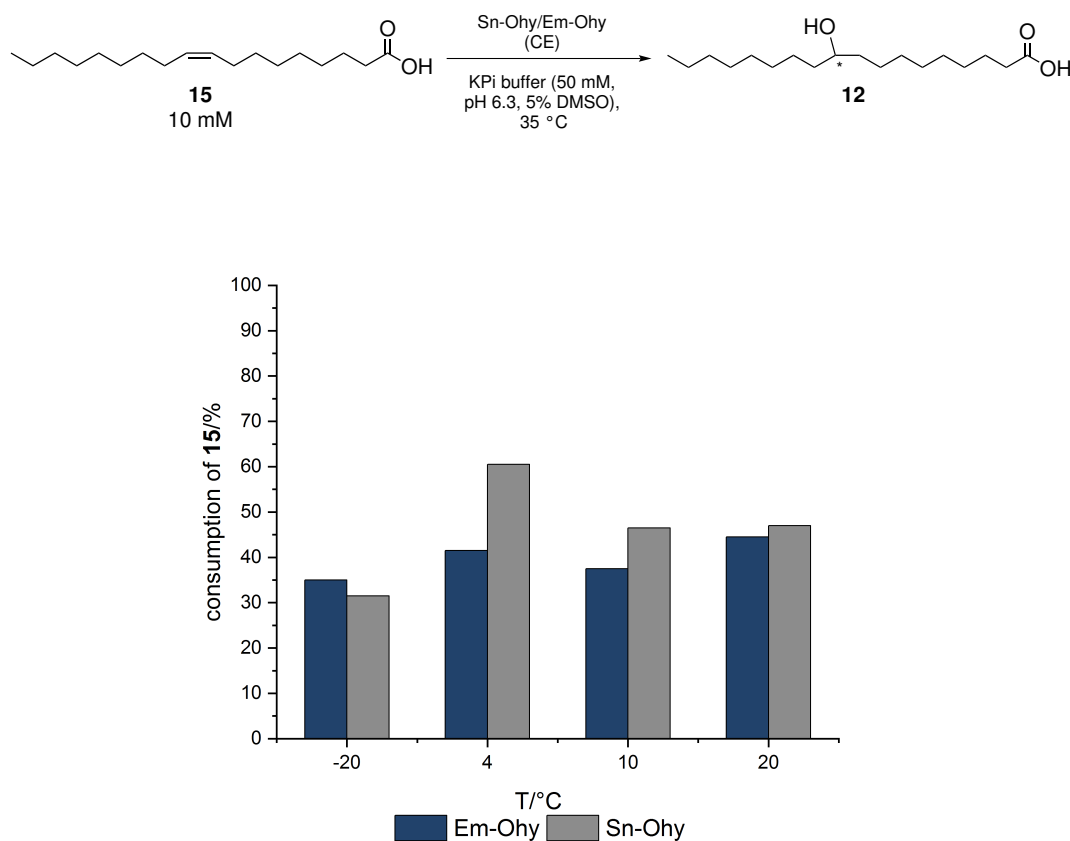 Sn-Ohy/Em-Ohy
(CE)
KPi buffer (50 mM,
pH 6.3, 5% DMSO),
35 °C
O
OH
15
10 mM
HO
*
O
OH
12
consumption of 15/%
100
90
80
70
60
50
40
30
20
10
0
-20
4
10
20
T/°C
Em-Ohy
Sn-Ohy